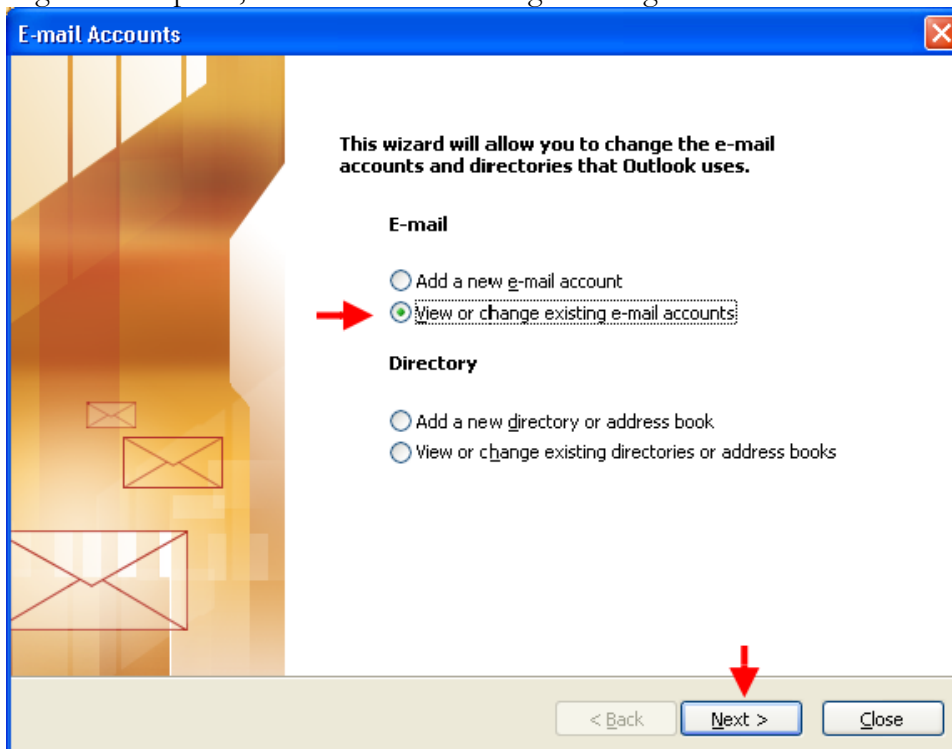 E-mail Accounts
This wizard will allow you to change the e-mail
accounts and directories that Outlook uses.
E-mail
Add a new e-mail account
View or change existing e-mail accounts
Directory
Add a new directory or address book
View or change existing directories or address books
< Back
Next >
Close